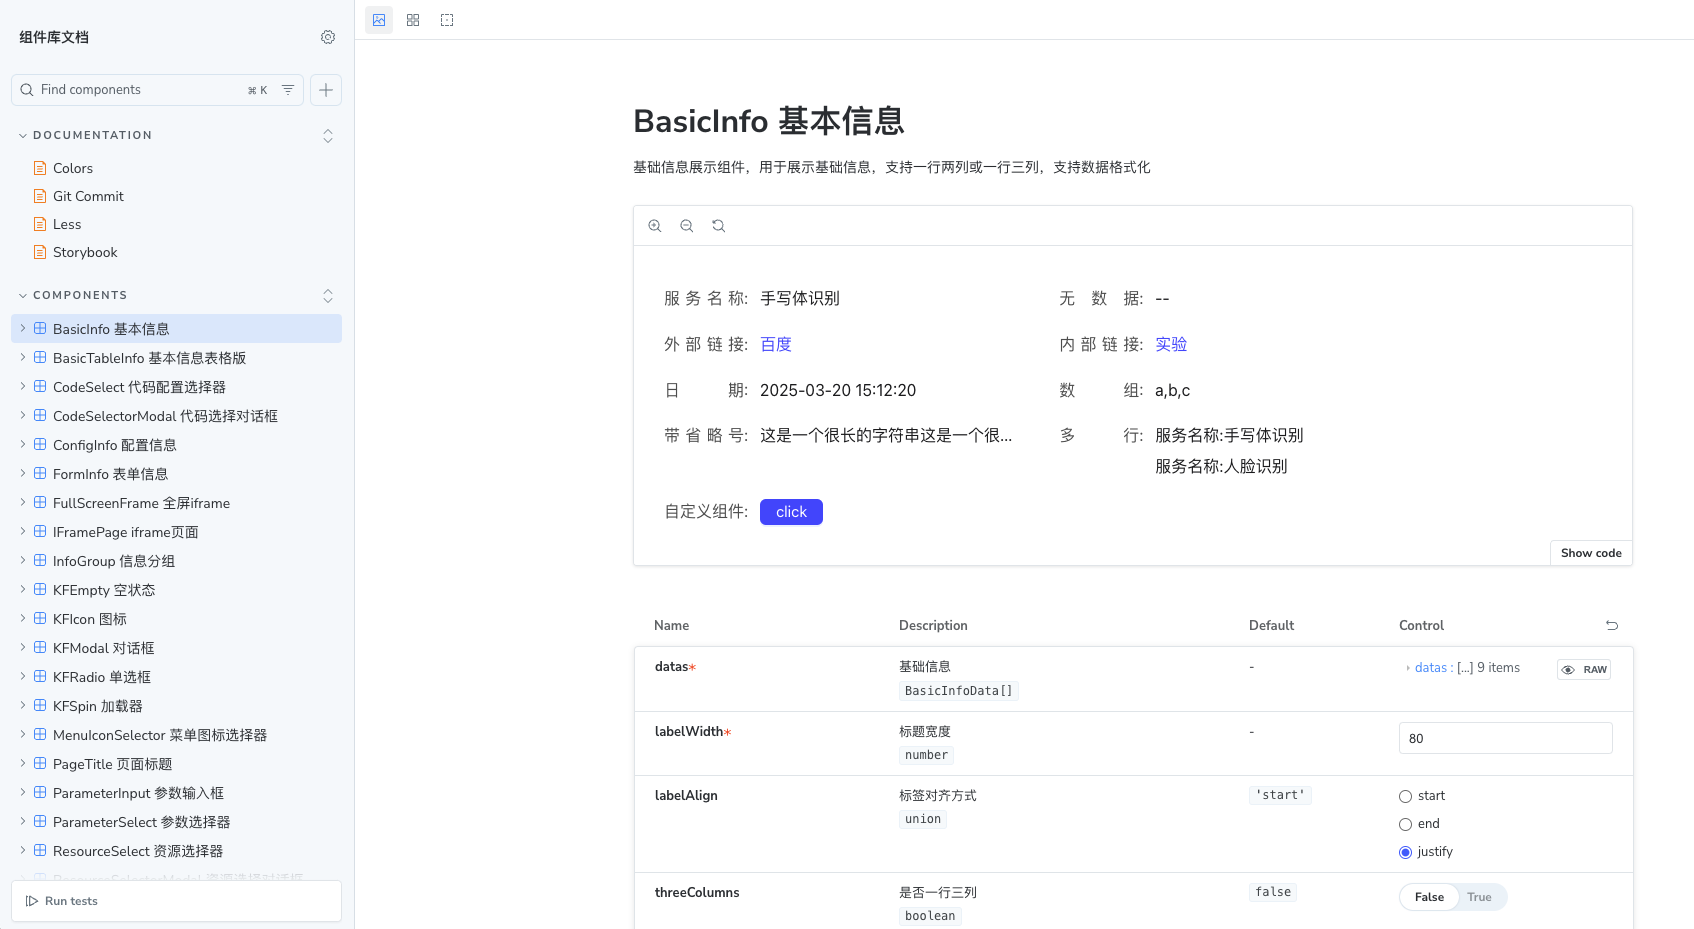 组件库文档
Find components
⌘ K
DOCUMENTATION
Colors
Git Commit
Less
Storybook
COMPONENTS
BasicInfo 基本信息
BasicTableInfo 基本信息表格版
CodeSelect 代码配置选择器
CodeSelectorModal 代码选择对话框
ConfigInfo 配置信息
FormInfo 表单信息
FullScreenFrame 全屏iframe
IFramePage iframe页面
InfoGroup 信息分组
KFEmpty 空状态
KFIcon 图标
KFModal 对话框
KFRadio 单选框
KFSpin 加载器
MenuIconSelector 菜单图标选择器
PageTitle 页面标题
ParameterInput 参数输入框
ParameterSelect 参数选择器
ResourceSelect 资源选择器
ResourceSelectorModal 资源选择对话框
Run tests
BasicInfo 基本信息
基础信息展示组件，用于展示基础信息，支持一行两列或一行三列，支持数据格式化
服务名称: 手写体识别 无数据: --
外部链接: 百度 内部链接: 实验
日期: 2025-03-20 15:12:20 数组: a,b,c
带省略号: 这是一个很长的字符串这是一个很... 多行: 服务名称:手写体识别
服务名称:人脸识别
自定义组件: click
Show code
Name Description Default Control
datas* 基础信息 - datas : [...] 9 items RAW
BasicInfoData[]
labelWidth* 标题宽度 - 80
number
labelAlign 标签对齐方式 'start' start
union end
justify
threeColumns 是否一行三列 false False True
boolean